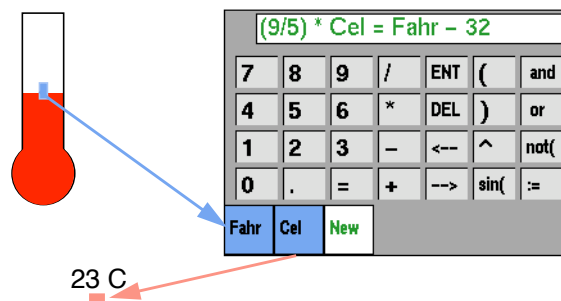 (9/5) * Cel = Fahr – 32
7 8 9 / ENT ( and
4 5 6 * DEL ) or
1 2 3 – <-- ^ not(
0 . = + --> sin( :=
Fahr Cel New
23 C